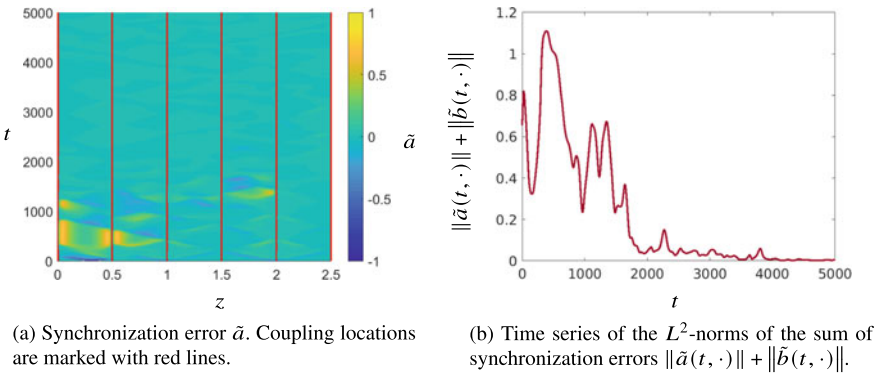 5000
4000
3000
2000
1000
0
t
0 0.5 1 1.5 2 2.5
z
1
0.5
0
-0.5
-1
ã
1.2
1
0.8
0.6
0.4
0.2
0
‖ã(t, ·)‖ + ‖b̃(t, ·)‖
0 1000 2000 3000 4000 5000
t
(a) Synchronization error ã. Coupling locations
are marked with red lines.
(b) Time series of the L²-norms of the sum of
synchronization errors ‖ã(t, ·)‖ + ‖b̃(t, ·)‖.